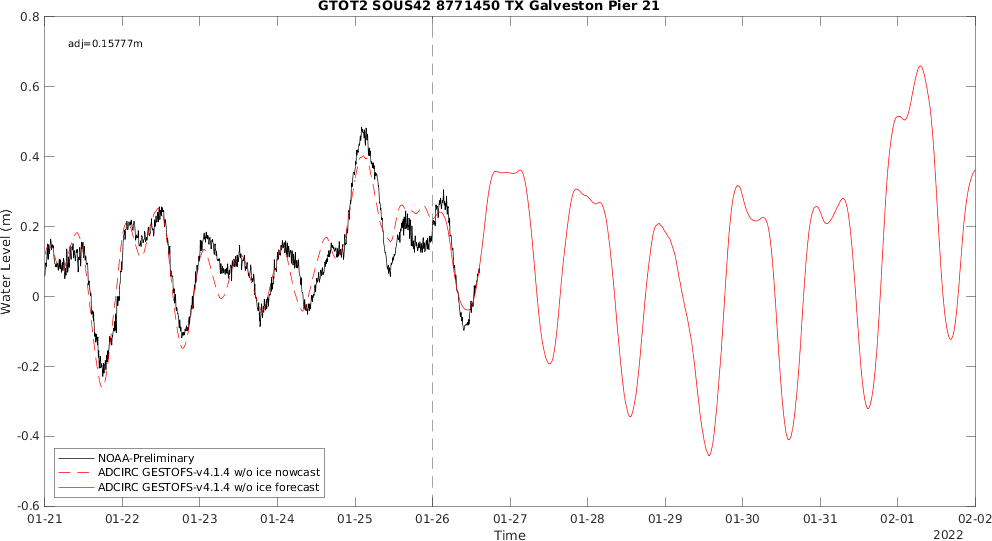 GTOT2 SOUS42 8771450 TX Galveston Pier 21
adj=0.15777m
0.8
0.6
0.4
0.2
0
-0.2
-0.4
-0.6
Water Level (m)
NOAA-Preliminary
ADCIRC GESTOFS-v4.1.4 w/o ice nowcast
ADCIRC GESTOFS-v4.1.4 w/o ice forecast
01-21 01-22 01-23 01-24 01-25 01-26 01-27 01-28 01-29 01-30 01-31 02-01 02-02
Time
2022